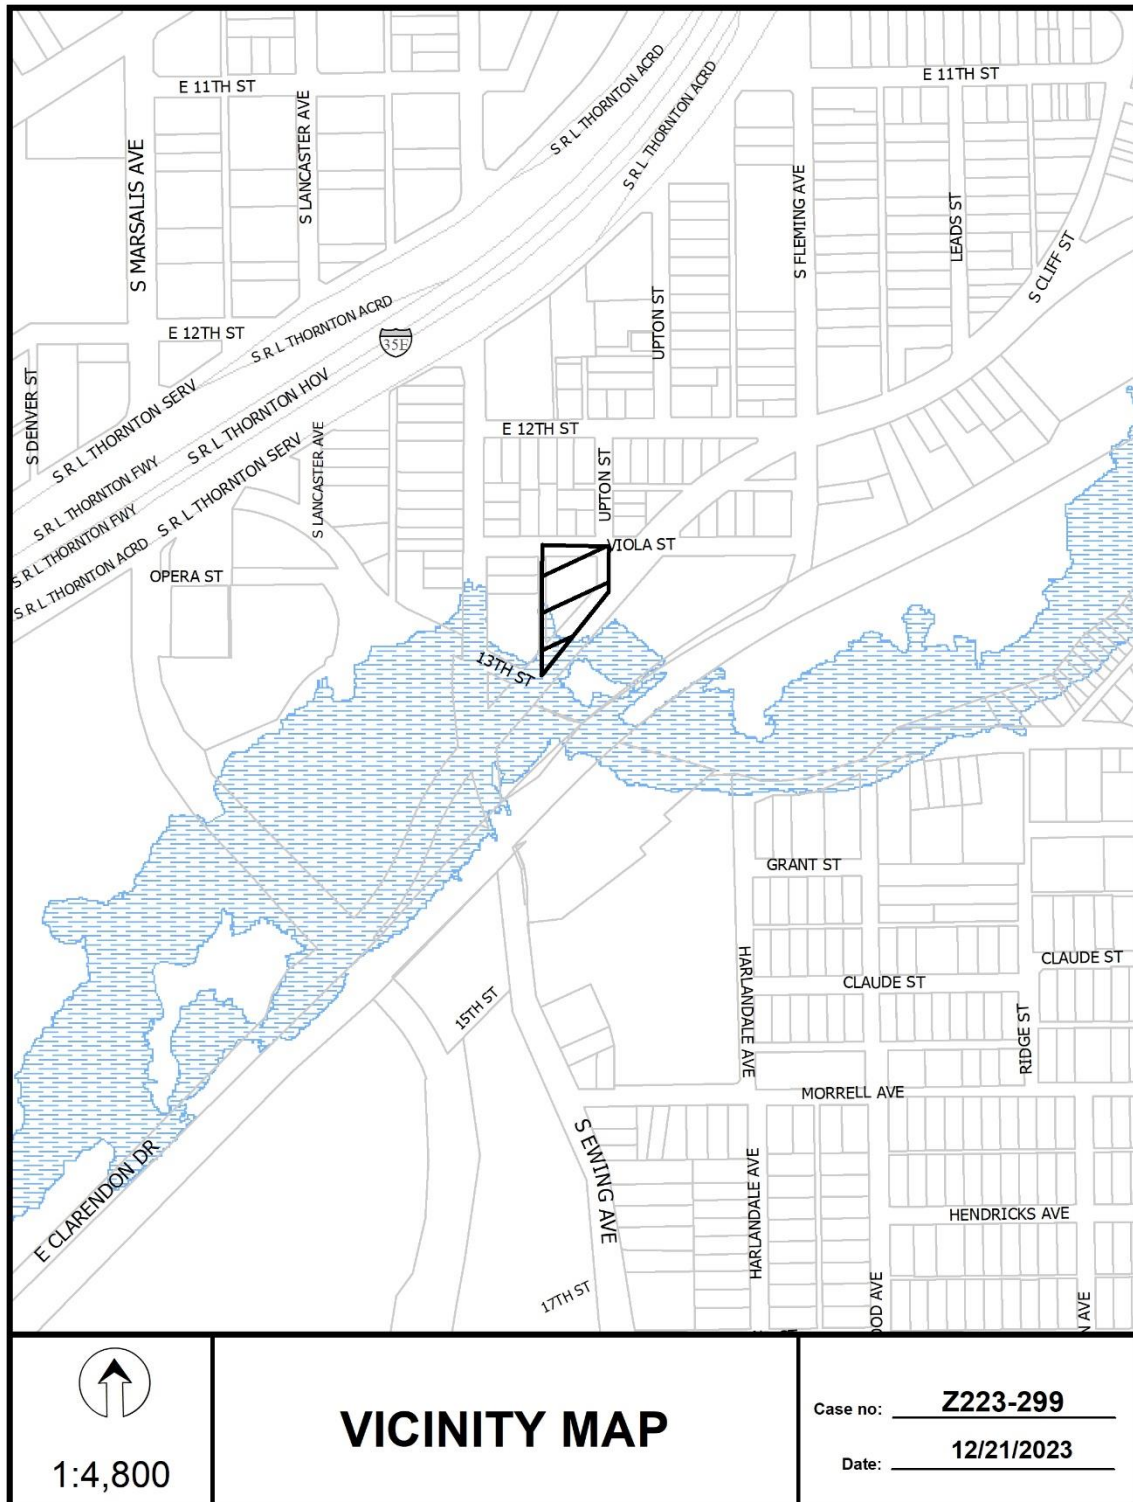 S R L THORNTON ACRD
S R L THORNTON ACRD
E 11TH ST
E 11TH ST
S MARSALIS AVE
S LANCASTER AVE
S FLEMING AVE
LEADS ST
S CLIFF ST
UPTON ST
S R L THORNTON ACRD
E 12TH ST
35E
S DENVER ST
S R L THORNTON SERV
S R L THORNTON HOV
S R L THORNTON SERV
S LANCASTER AVE
E 12TH ST
UPTON ST
S R L THORNTON FWY
S R L THORNTON FWY
S R L THORNTON ACRD
VIOLA ST
OPERA ST
13TH ST
GRANT ST
HARLANDALE AVE
CLAUDE ST
CLAUDE ST
15TH ST
RIDGE ST
MORRELL AVE
S EWING AVE
E CLARENDON DR
HARLANDALE AVE
HENDRICKS AVE
17TH ST
OOD AVE
N AVE
1:4,800
VICINITY MAP
Case no: Z223-299
Date: 12/21/2023